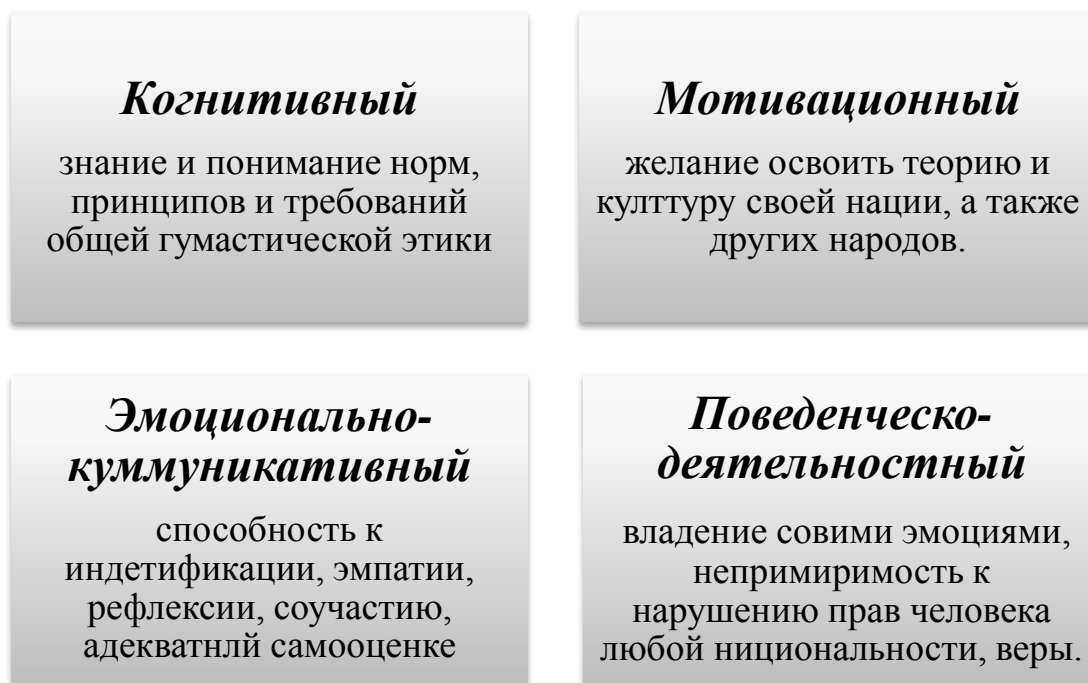 Когнитивный
знание и понимание норм,
принципов и требований
общей гумастической этики
Мотивационный
желание освоить теорию и
култтуру своей нации, а также
других народов.
Эмоционально-
куммуникативный
способность к
индетификации, эмпатии,
рефлексии, соучастию,
адекватнлй самооценке
Поведенческо-
деятельностный
владение совими эмоциями,
непримиримость к
нарушению прав человека
любой нициональности, веры.